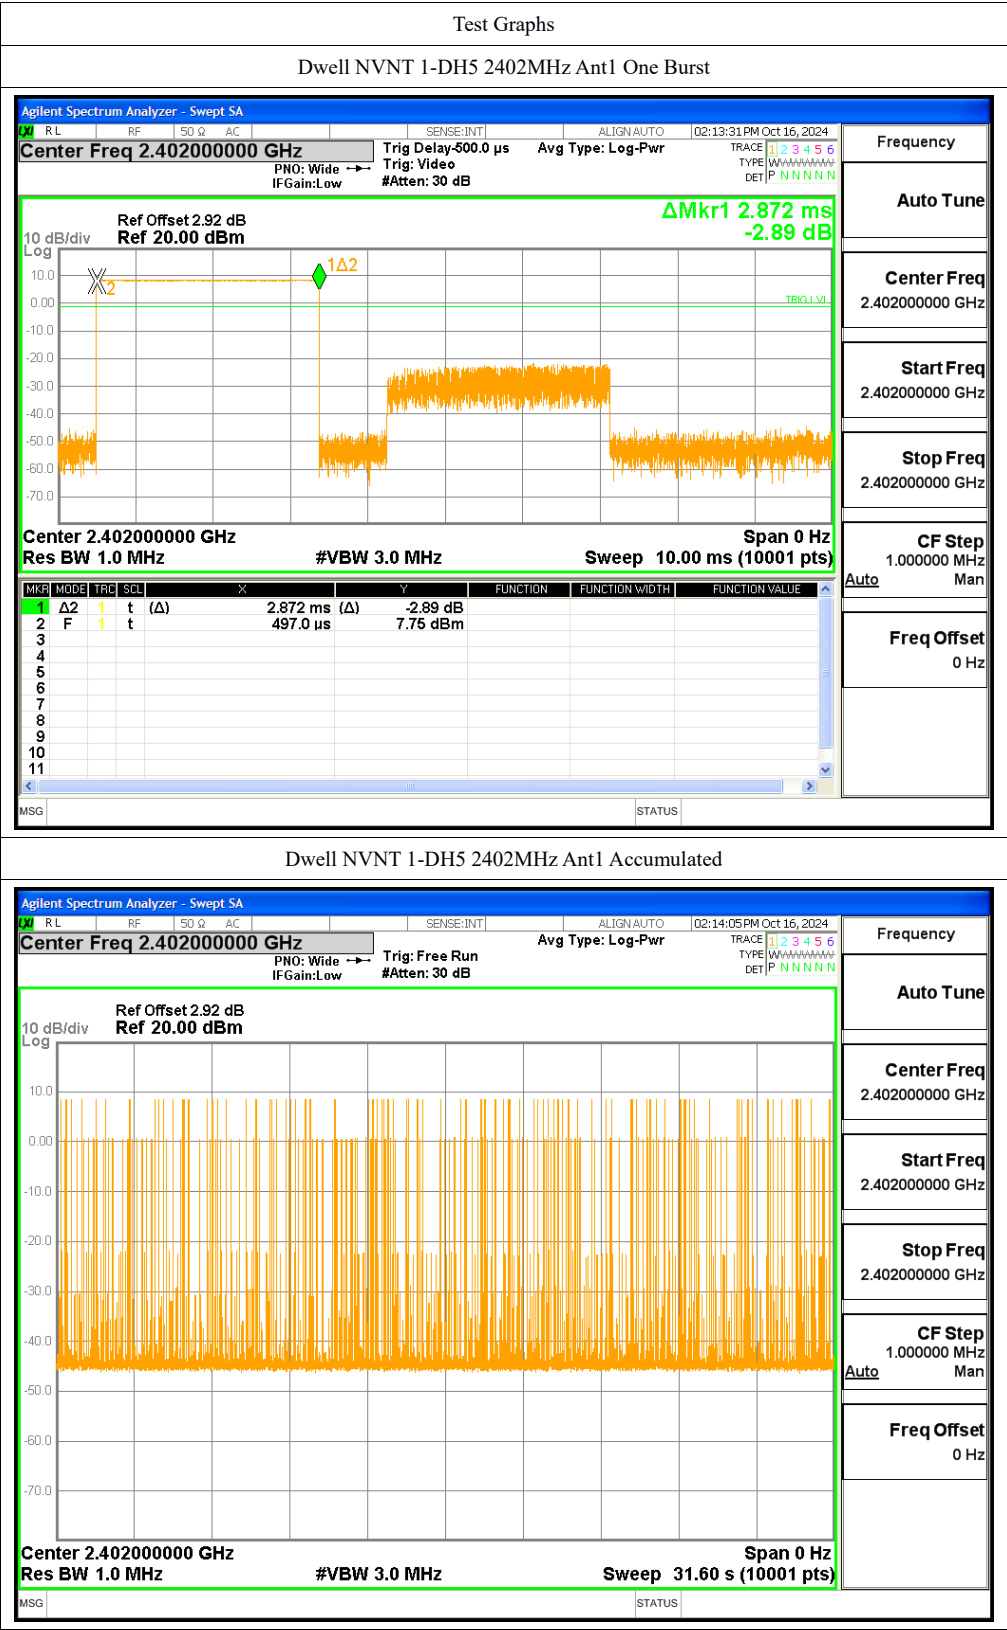 Test Graphs
Dwell NVNT 1-DH5 2402MHz Ant1 One Burst
Agilent Spectrum Analyzer - Swept SA
LXI RL RF 50 Ω AC SENSE:INT ALIGN AUTO 02:13:31 PM Oct 16, 2024
Center Freq 2.402000000 GHz Trig Delay-500.0 µs Avg Type: Log-Pwr TRACE 1 2 3 4 5 6
PNO: Wide Trig: Video TYPE WWWWWW
IFGain:Low #Atten: 30 dB DET P N N N N N
Ref Offset 2.92 dB ΔMkr1 2.872 ms
10 dB/div Ref 20.00 dBm -2.89 dB
Log
1Δ2
10.0
2
0.00
TRIG LVL
-10.0
-20.0
-30.0
-40.0
-50.0
-60.0
-70.0
Center 2.402000000 GHz Span 0 Hz
Res BW 1.0 MHz #VBW 3.0 MHz Sweep 10.00 ms (10001 pts)
MKR MODE TRC SCL X Y FUNCTION FUNCTION WIDTH FUNCTION VALUE
1 Δ2 1 t (Δ) 2.872 ms (Δ) -2.89 dB
2 F 1 t 497.0 µs 7.75 dBm
3
4
5
6
7
8
9
10
11
MSG STATUS
Frequency
Auto Tune
Center Freq
2.402000000 GHz
Start Freq
2.402000000 GHz
Stop Freq
2.402000000 GHz
CF Step
1.000000 MHz
Auto Man
Freq Offset
0 Hz
Dwell NVNT 1-DH5 2402MHz Ant1 Accumulated
Agilent Spectrum Analyzer - Swept SA
LXI RL RF 50 Ω AC SENSE:INT ALIGN AUTO 02:14:05 PM Oct 16, 2024
Center Freq 2.402000000 GHz Avg Type: Log-Pwr TRACE 1 2 3 4 5 6
PNO: Wide Trig: Free Run TYPE WWWWWW
IFGain:Low #Atten: 30 dB DET P N N N N N
Ref Offset 2.92 dB
10 dB/div Ref 20.00 dBm
Log
10.0
0.00
-10.0
-20.0
-30.0
-40.0
-50.0
-60.0
-70.0
Center 2.402000000 GHz Span 0 Hz
Res BW 1.0 MHz #VBW 3.0 MHz Sweep 31.60 s (10001 pts)
MSG STATUS
Frequency
Auto Tune
Center Freq
2.402000000 GHz
Start Freq
2.402000000 GHz
Stop Freq
2.402000000 GHz
CF Step
1.000000 MHz
Auto Man
Freq Offset
0 Hz